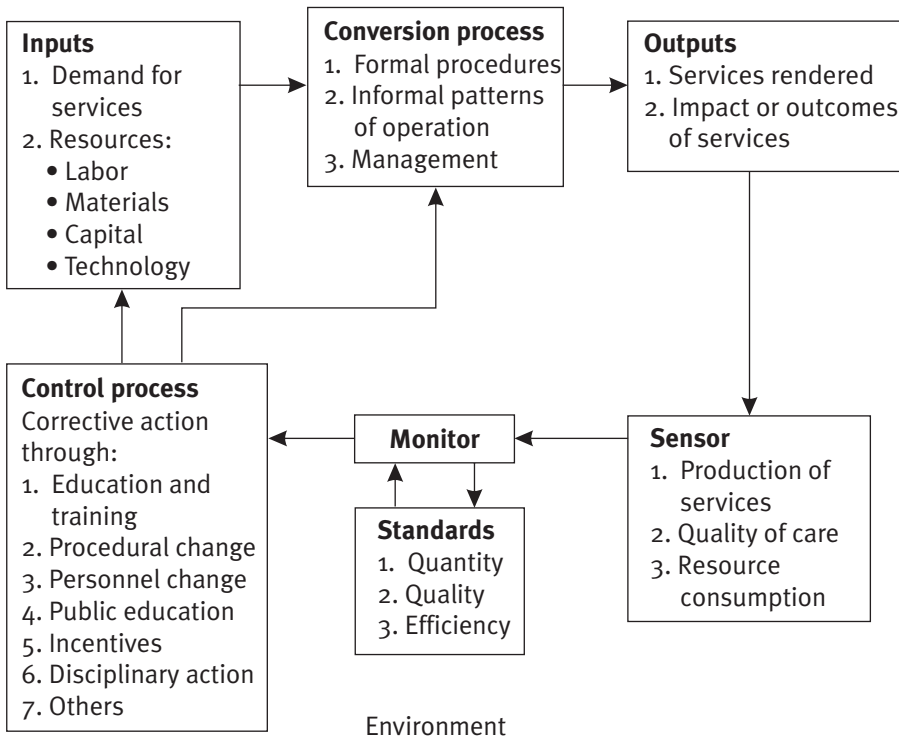 Inputs
1. Demand for
services
2. Resources:
• Labor
• Materials
• Capital
• Technology
Conversion process
1. Formal procedures
2. Informal patterns
of operation
3. Management
Outputs
1. Services rendered
2. Impact or outcomes
of services
Control process
Corrective action
through:
1. Education and
training
2. Procedural change
3. Personnel change
4. Public education
5. Incentives
6. Disciplinary action
7. Others
Monitor
Standards
1. Quantity
2. Quality
3. Efficiency
Sensor
1. Production of
services
2. Quality of care
3. Resource
consumption
Environment